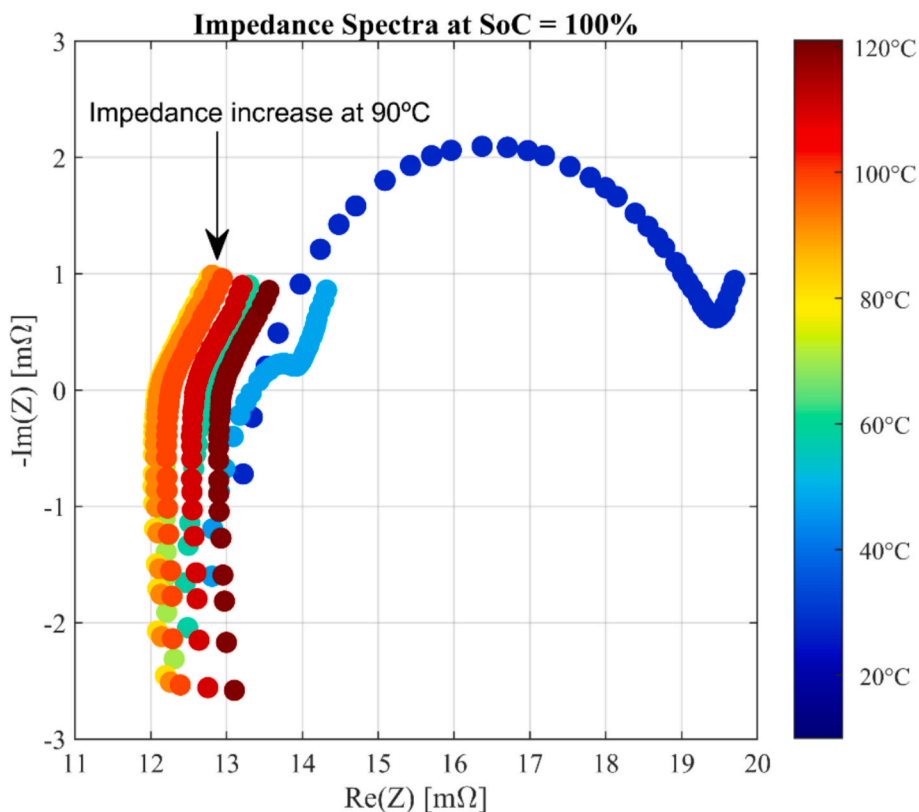 Impedance Spectra at SoC = 100%
Impedance increase at 90ºC
-Im(Z) [mΩ]
3
2
1
0
-1
-2
-3
11 12 13 14 15 16 17 18 19 20
Re(Z) [mΩ]
120°C
100°C
80°C
60°C
40°C
20°C